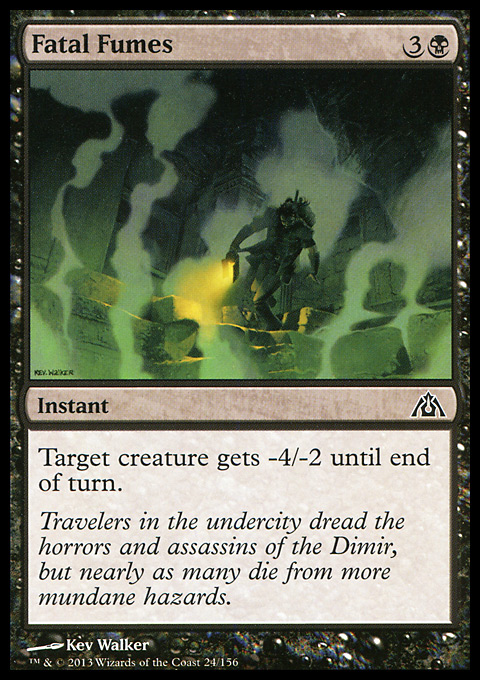 Fatal Fumes 3
KEV WALKER
Instant
Target creature gets -4/-2 until end
of turn.
Travelers in the undercity dread the
horrors and assassins of the Dimir,
but nearly as many die from more
mundane hazards.
Kev Walker
™ & © 2013 Wizards of the Coast 24/156